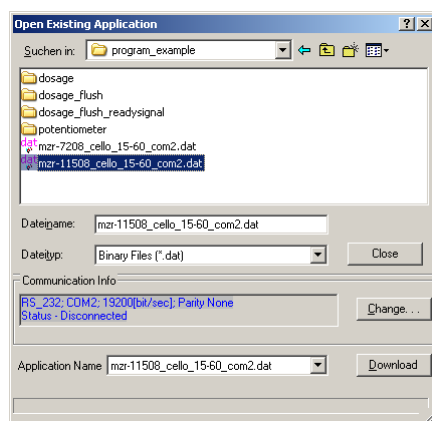 Open Existing Application
Suchen in: program_example
dosage
dosage_flush
dosage_flush_readysignal
potentiometer
dat mzr-7208_cello_15-60_com2.dat
dat mzr-11508_cello_15-60_com2.dat
Dateiname: mzr-11508_cello_15-60_com2.dat
Dateityp: Binary Files (*.dat) Close
Communication Info
RS_232; COM2; 19200[bit/sec]; Parity None
Status - Disconnected
Change. . .
Application Name mzr-11508_cello_15-60_com2.dat Download